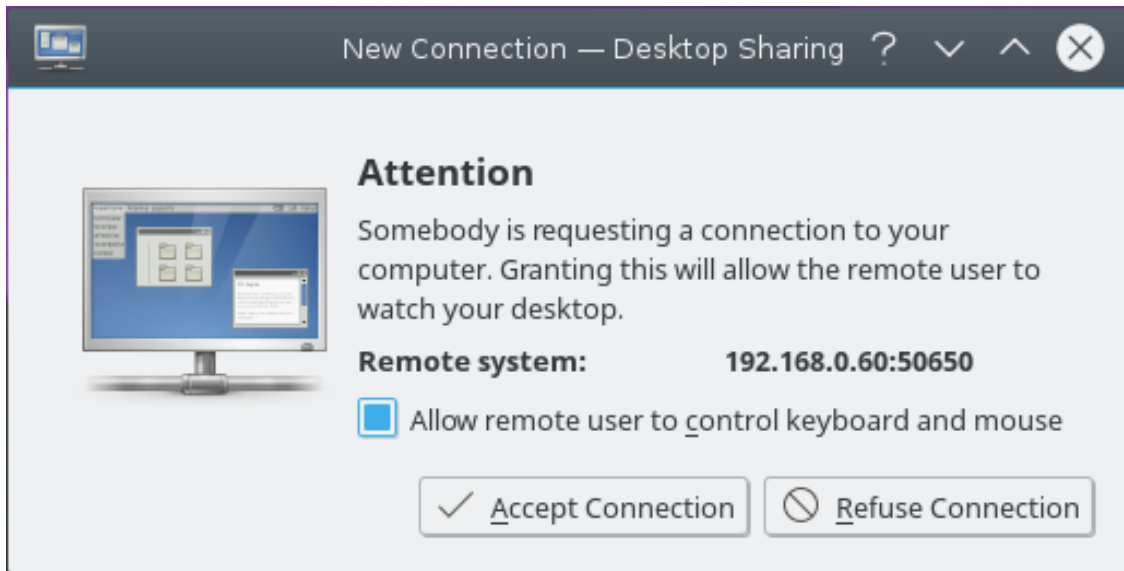 New Connection — Desktop Sharing
Attention
Somebody is requesting a connection to your
computer. Granting this will allow the remote user to
watch your desktop.
Remote system: 192.168.0.60:50650
Allow remote user to control keyboard and mouse
Accept Connection Refuse Connection